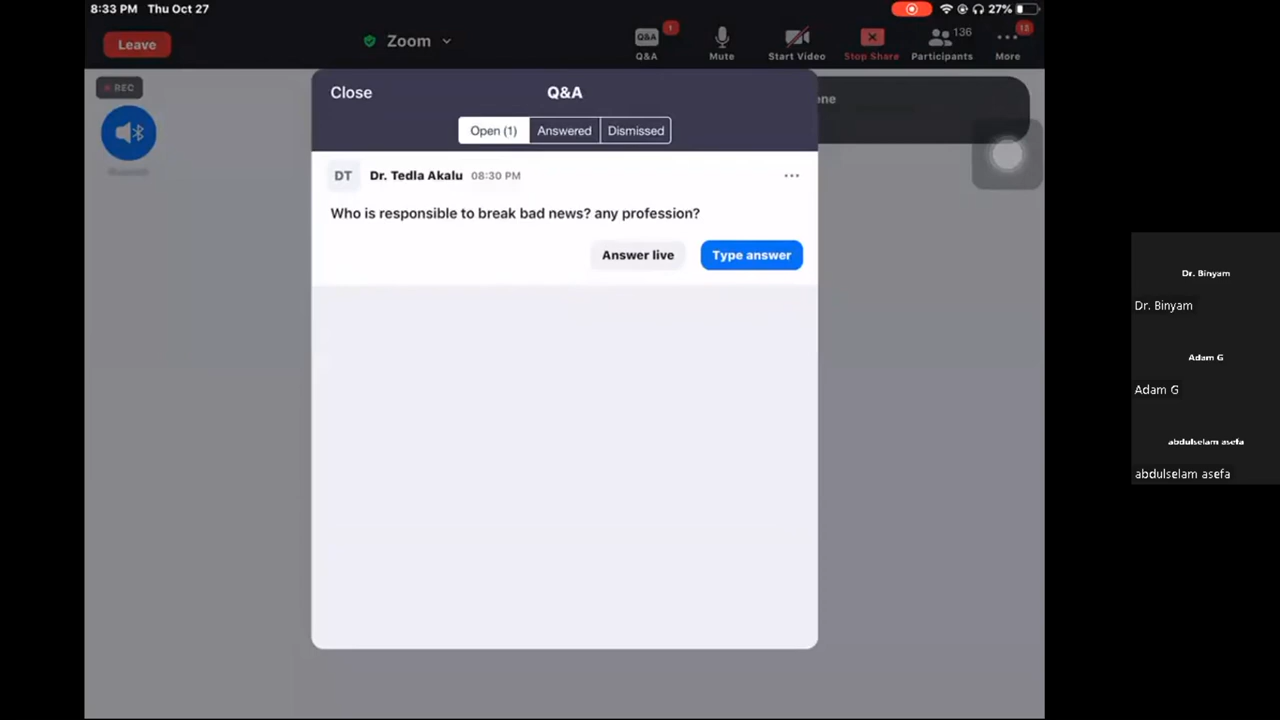 8:33 PM Thu Oct 27
27%
Leave
Zoom
Q&A
1
Q&A
Mute
Start Video
Stop Share
136
Participants
12
More
REC
Close
Q&A
Open (1)
Answered
Dismissed
DT
Dr. Tedla Akalu 08:30 PM
Who is responsible to break bad news? any profession?
Answer live
Type answer
Dr. Binyam
Dr. Binyam
Adam G
Adam G
abdulselam asefa
abdulselam asefa